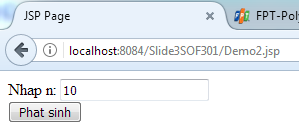 JSP Page
FPT-Poly
localhost:8084/Slide3SOF301/Demo2.jsp
Nhap n: 10
Phat sinh